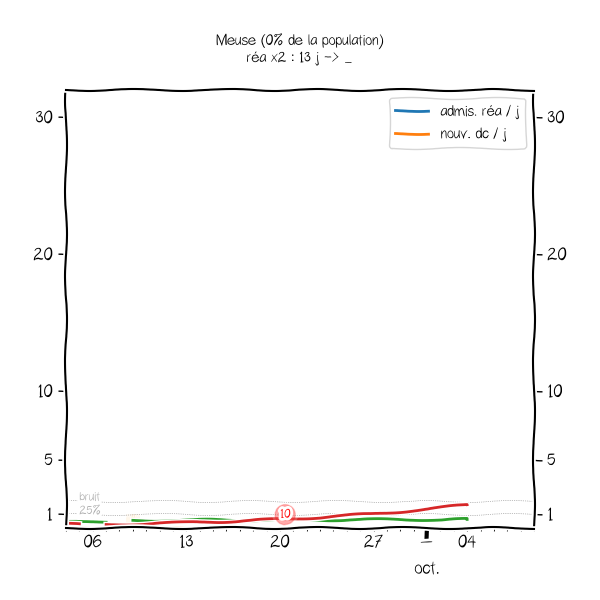 Meuse (0% de la population)
réa x2 : 13 j -> _
admis. réa / j
nouv. dc / j
30
30
20
20
10
10
5
5
bruit
25%
1
10
1
06
13
20
27
04
oct.